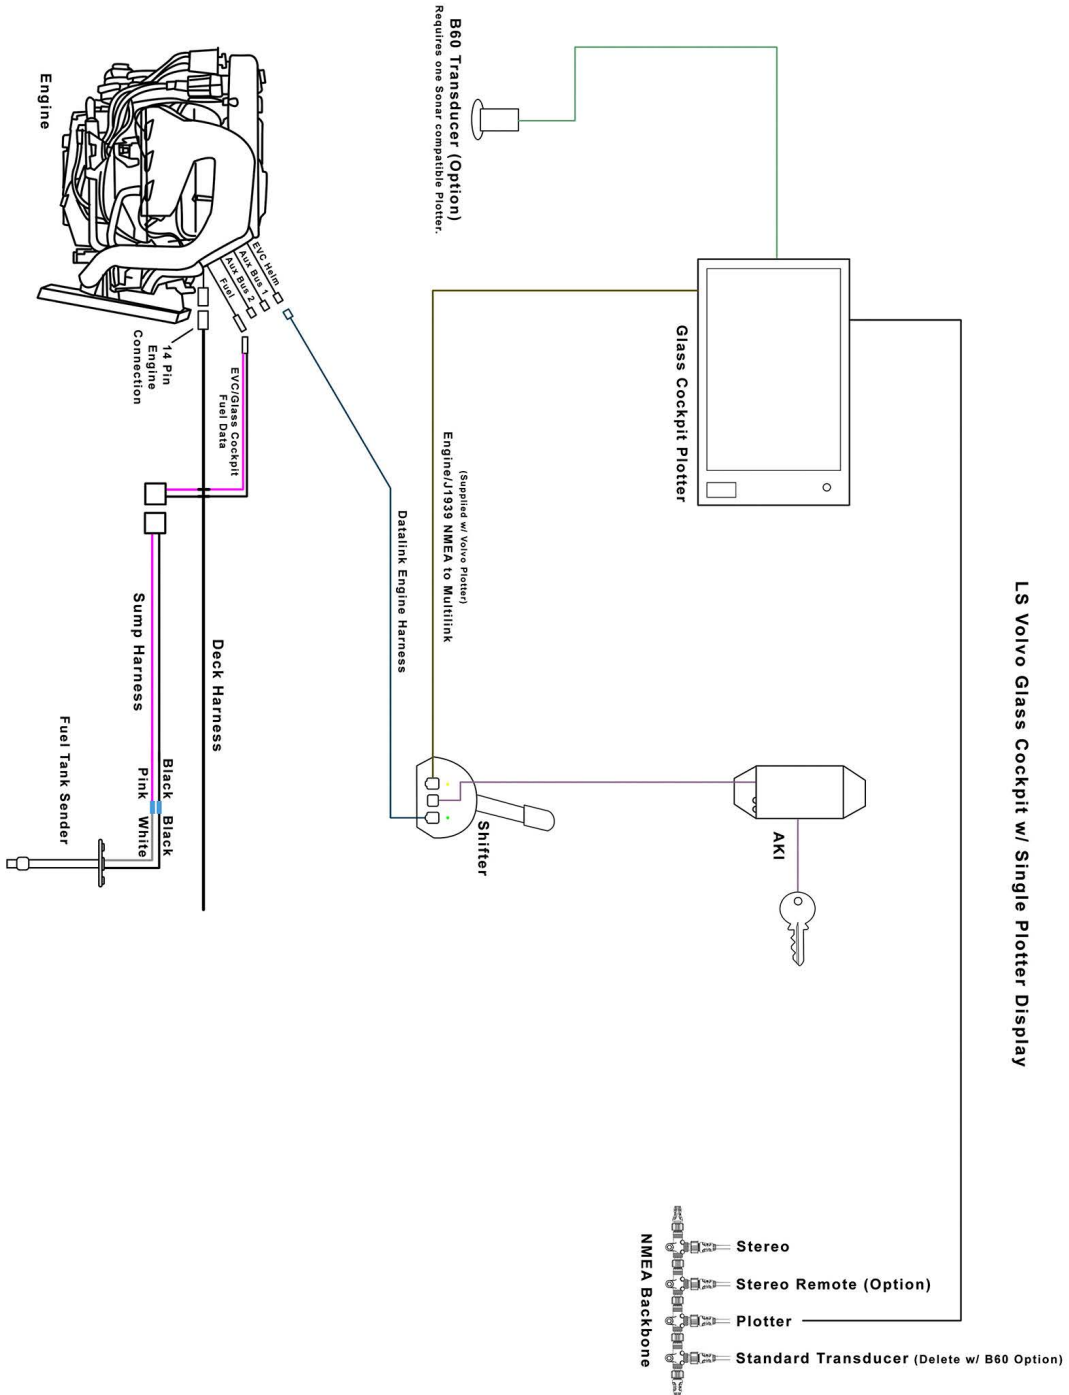 LS Volvo Glass Cockpit w/ Single Plotter Display
B60 Transducer (Option)
Requires one Sonar compatible Plotter.
Glass Cockpit Plotter
Engine
EVC Helm
Aux Bus 1
Aux Bus 2
Fuel
14 Pin
Engine
Connection
EVC/Glass Cockpit
Fuel Data
(Supplied w/ Volvo Plotter)
Engine/J1939 NMEA to Multilink
Datalink Engine Harness
Deck Harness
Sump Harness
Black Black
Pink White
Fuel Tank Sender
Shifter
AKI
NMEA Backbone
Stereo
Stereo Remote (Option)
Plotter
Standard Transducer (Delete w/ B60 Option)